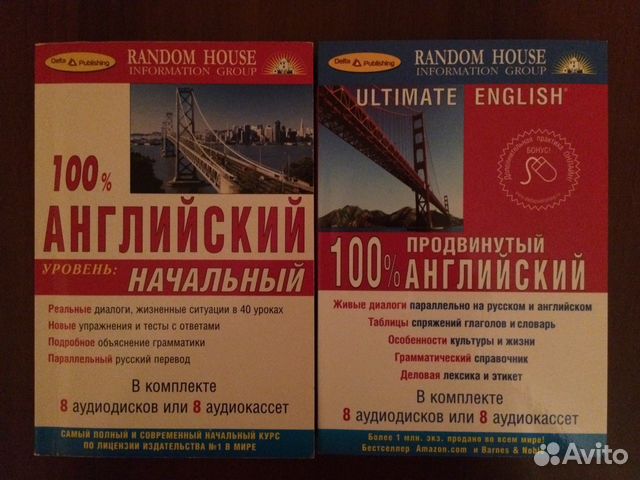 Delta Publishing
RANDOM HOUSE
INFORMATION GROUP
100%
АНГЛИЙСКИЙ
УРОВЕНЬ:
НАЧАЛЬНЫЙ
Реальные диалоги, жизненные ситуации в 40 уроках
Новые упражнения и тесты с ответами
Подробное объяснение грамматики
Параллельный русский перевод
В комплекте
8 аудиодисков или 8 аудиокассет
САМЫЙ ПОЛНЫЙ И СОВРЕМЕННЫЙ НАЧАЛЬНЫЙ КУРС
ПО ЛИЦЕНЗИИ ИЗДАТЕЛЬСТВА №1 В МИРЕ
Delta Publishing
RANDOM HOUSE
INFORMATION GROUP
ULTIMATE ENGLISH®
Дополнительная практика ОНЛАЙН!
БОНУС!
ПРОДВИНУТЫЙ
100% АНГЛИЙСКИЙ
Живые диалоги параллельно на русском и английском
Таблицы спряжений глаголов и словарь
Особенности культуры и жизни
Грамматический справочник
Деловая лексика и этикет
В комплекте
8 аудиодисков или 8 аудиокассет
Более 1 млн. экз. продано во всем мире!
Бестселлер Amazon.com и Barnes & Noble
Avito